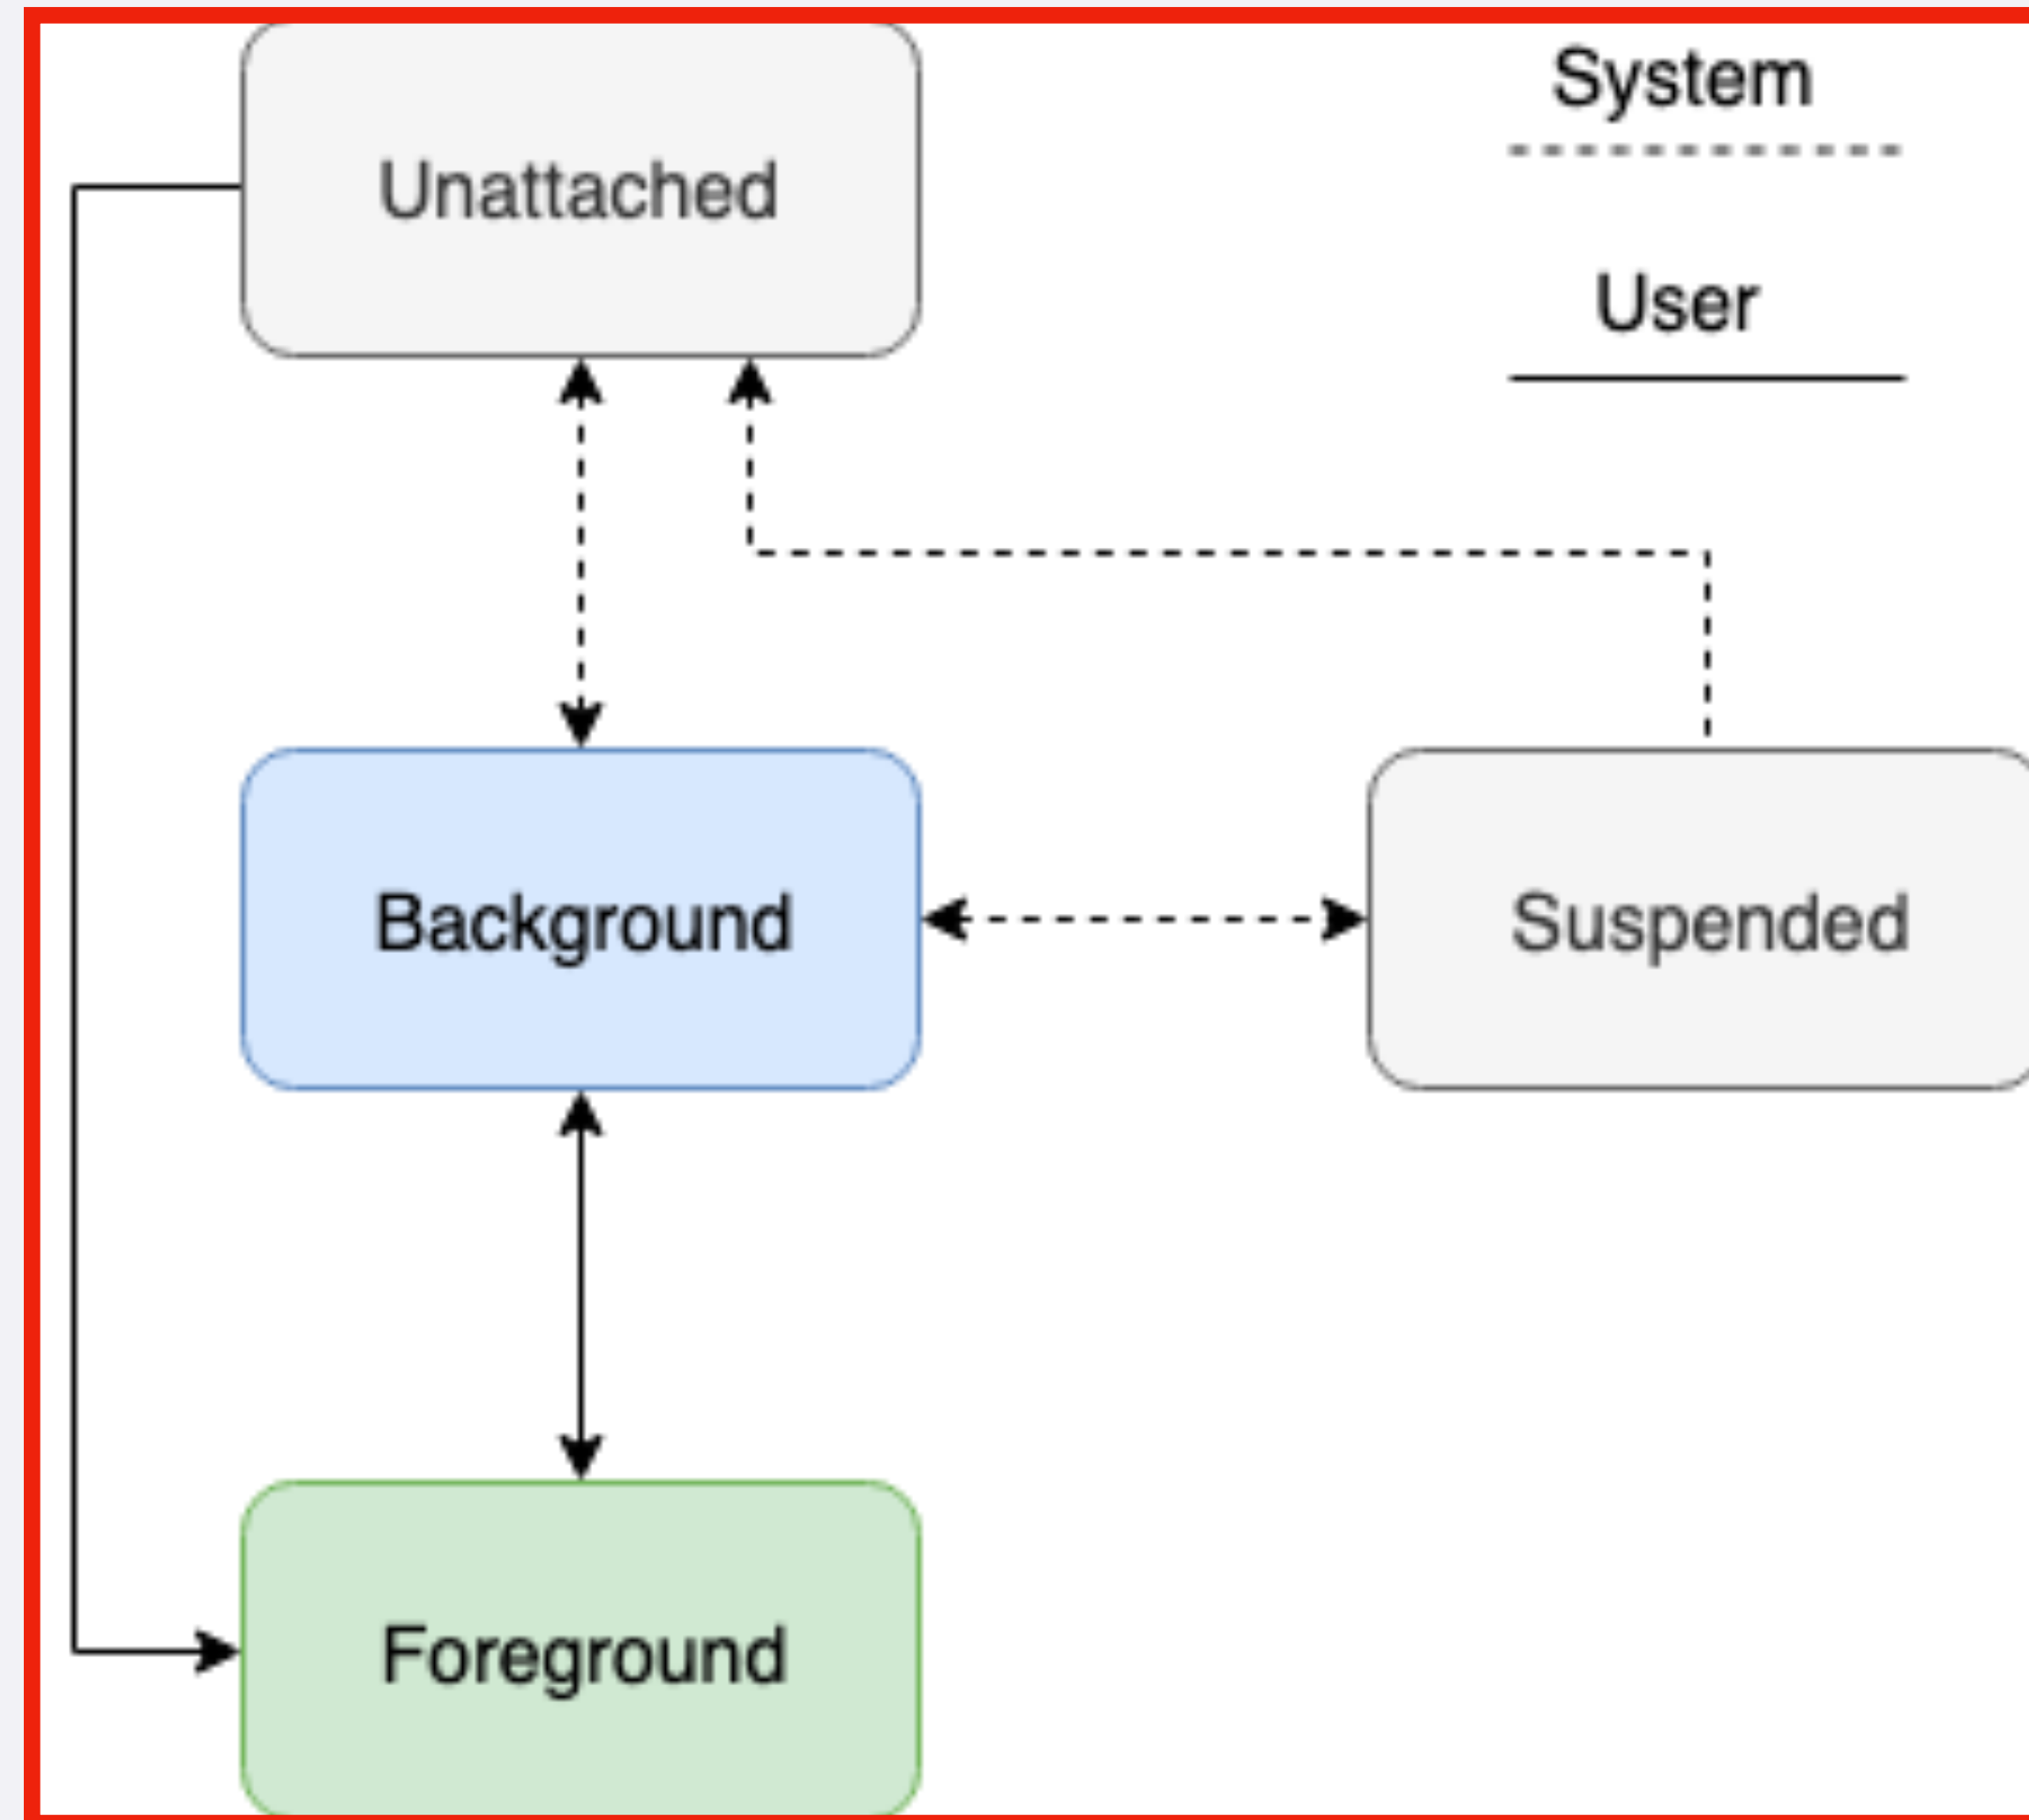 System
Unattached
User
Background
Suspended
Foreground